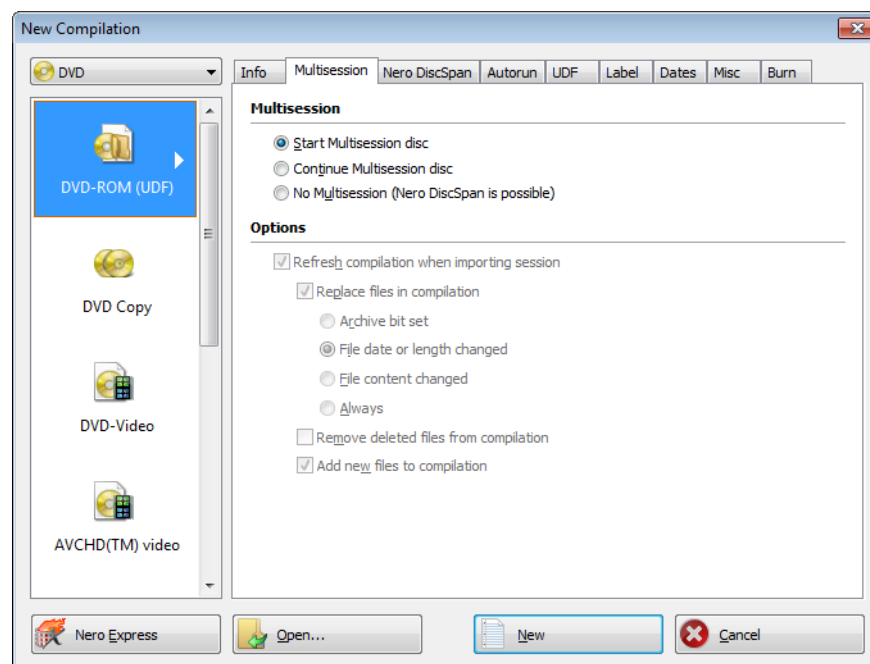 New Compilation
DVD
Info Multisession Nero DiscSpan Autorun UDF Label Dates Misc Burn
DVD-ROM (UDF)
DVD Copy
DVD-Video
AVCHD(TM) video
Multisession
Start Multisession disc
Continue Multisession disc
No Multisession (Nero DiscSpan is possible)
Options
Refresh compilation when importing session
Replace files in compilation
Archive bit set
File date or length changed
File content changed
Always
Remove deleted files from compilation
Add new files to compilation
Nero Express Open... New Cancel